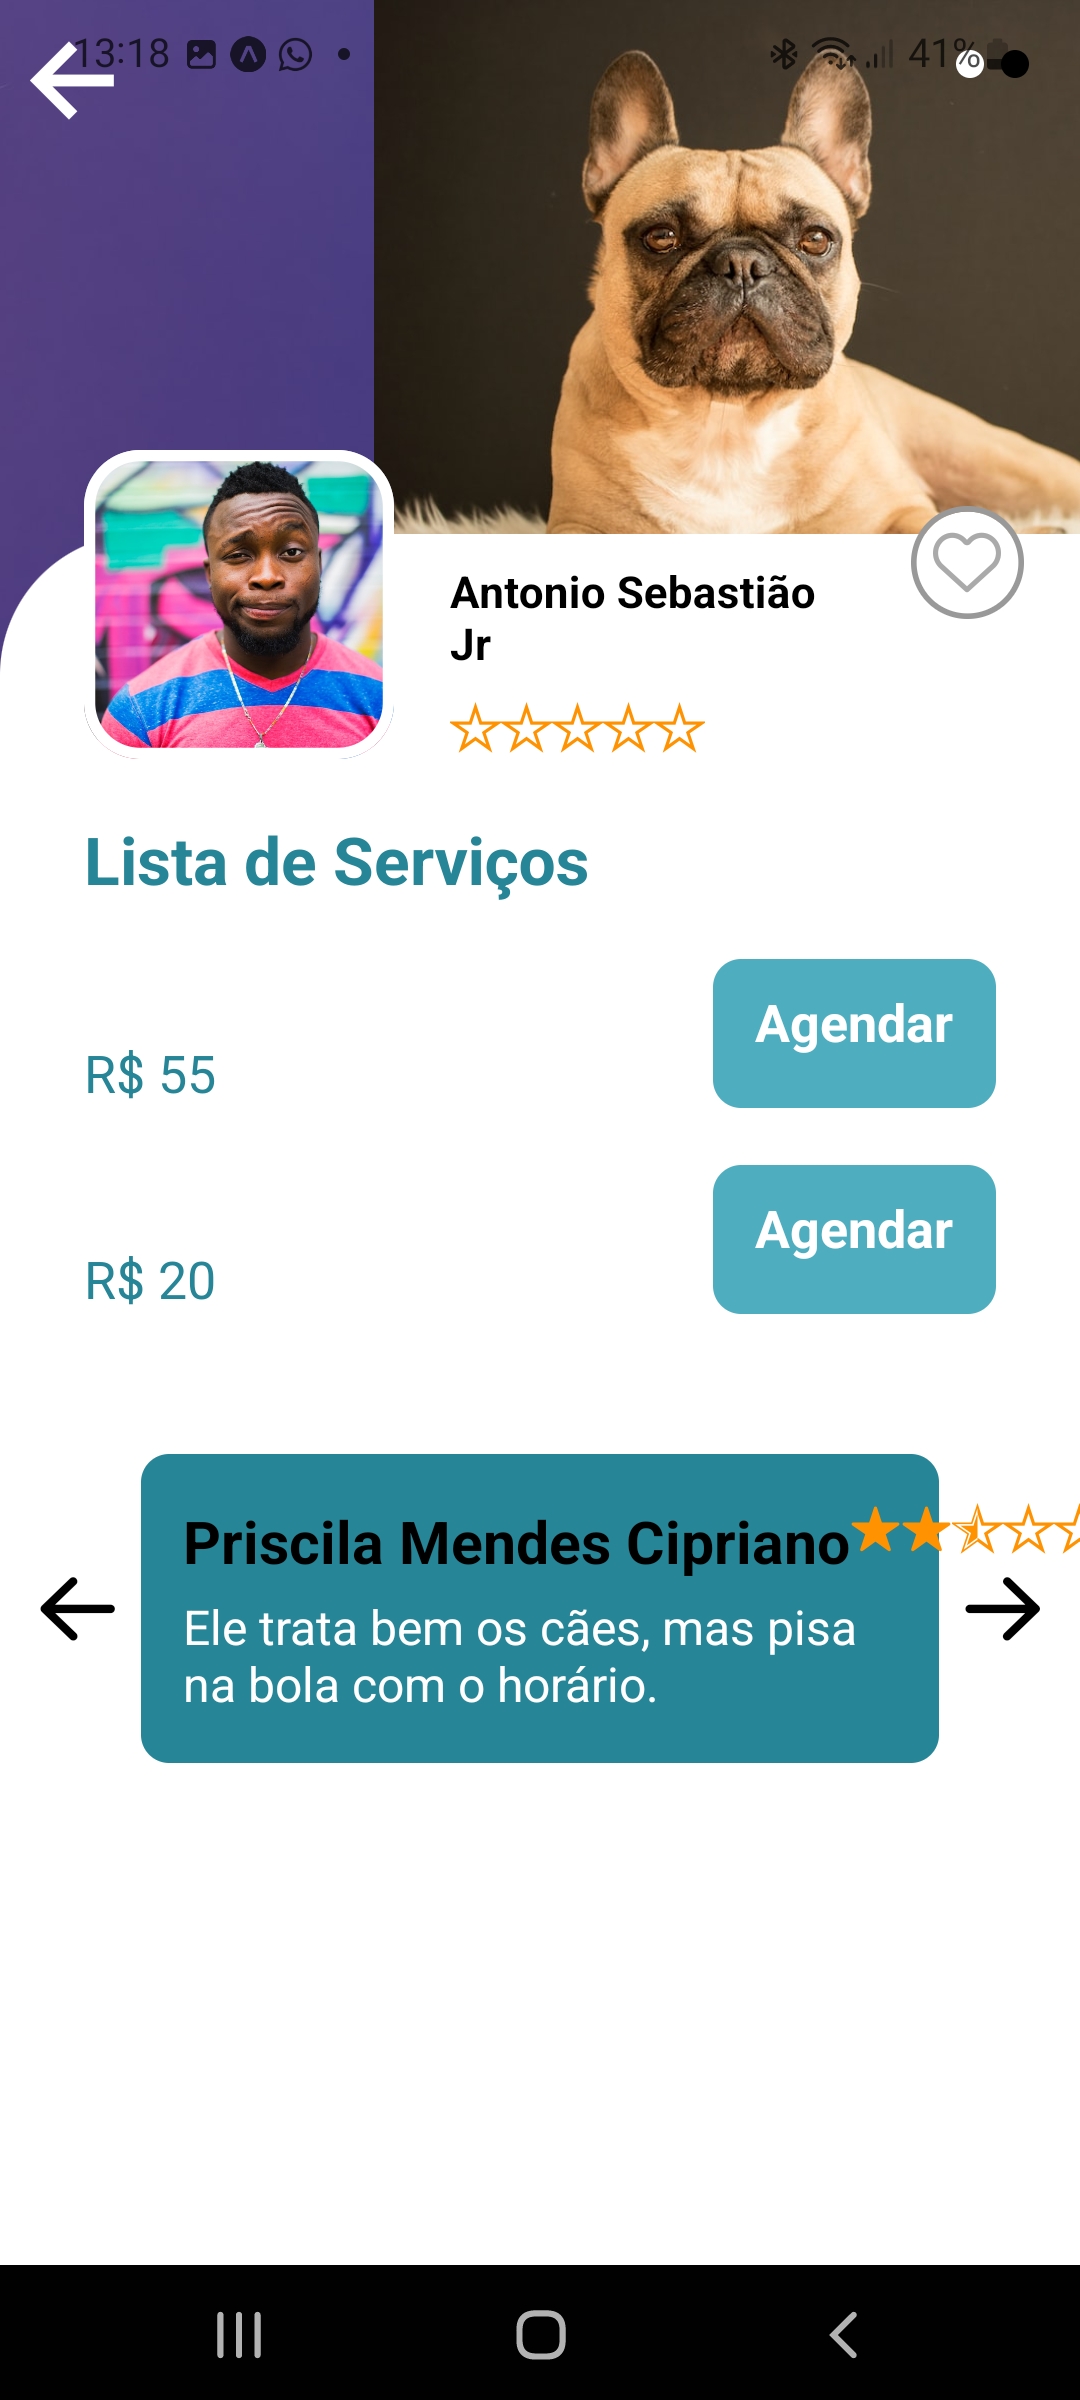 13:18
41%
Antonio Sebastião
Jr
Lista de Serviços
Agendar
R$ 55
Agendar
R$ 20
Priscila Mendes Cipriano
Ele trata bem os cães, mas pisa
na bola com o horário.